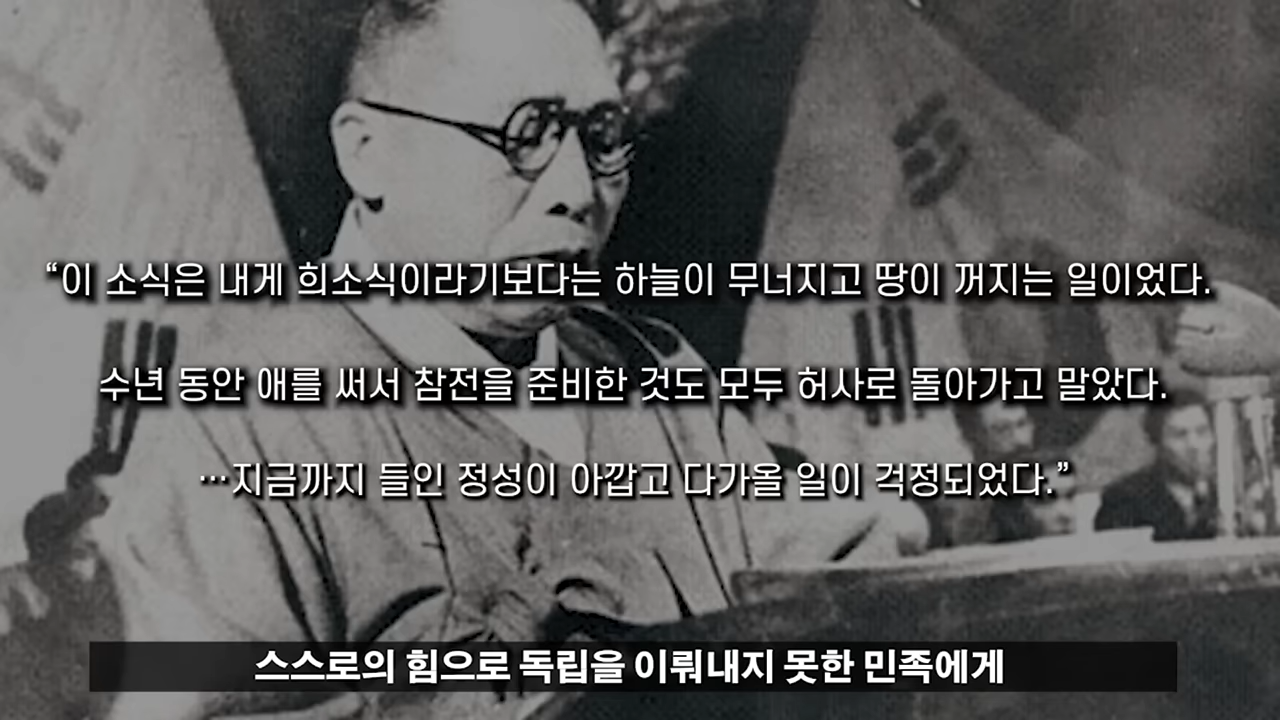 “이 소식은 내게 희소식이라기보다는 하늘이 무너지고 땅이 꺼지는 일이었다.
수년 동안 애를 써서 참전을 준비한 것도 모두 허사로 돌아가고 말았다.
…지금까지 들인 정성이 아깝고 다가올 일이 걱정되었다.”
스스로의 힘으로 독립을 이뤄내지 못한 민족에게